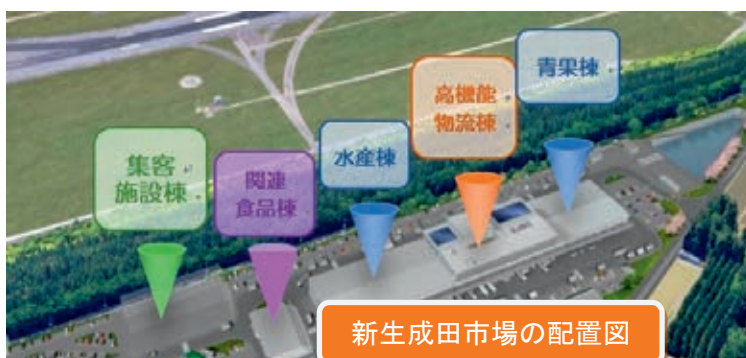 集客
施設棟
関連
食品棟
水産棟
高機能
物流棟
青果棟
新生成田市場の配置図